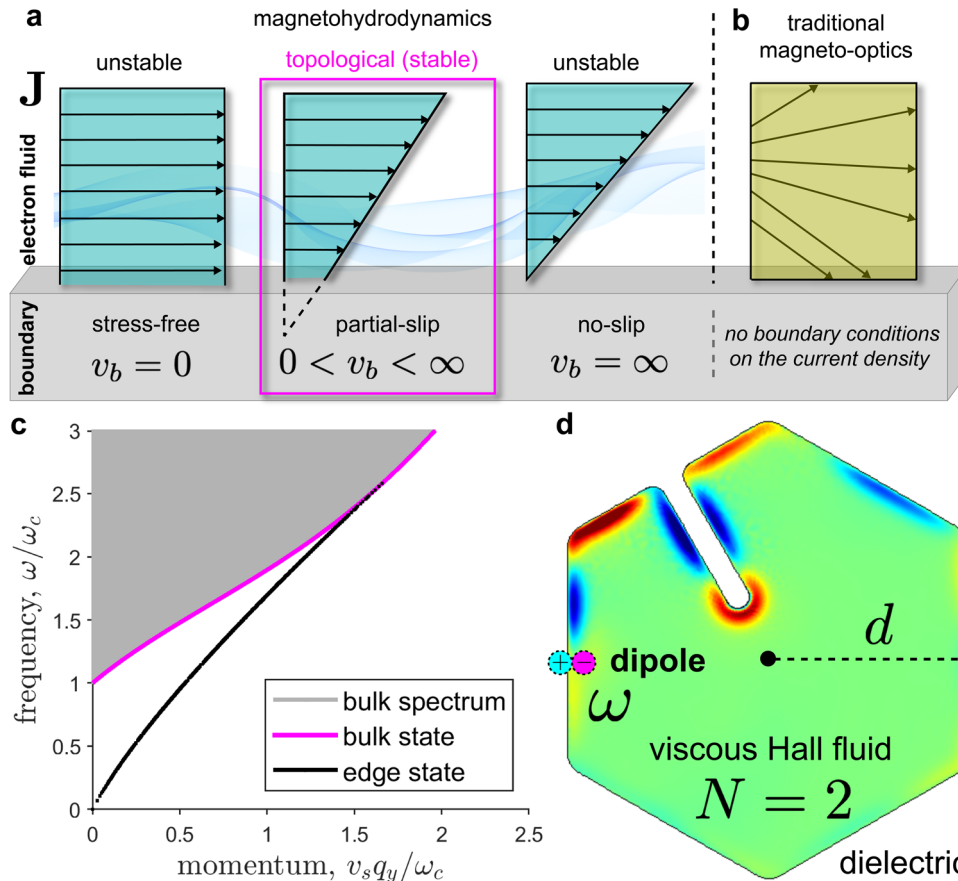 a
magnetohydrodynamics
b
traditional
magneto-optics
unstable
topological (stable)
unstable
J
electron fluid
boundary
stress-free
v_b = 0
partial-slip
0 < v_b < ∞
no-slip
v_b = ∞
no boundary conditions
on the current density
c
3
2.5
2
1.5
1
0.5
0
frequency, ω/ω_c
bulk spectrum
bulk state
edge state
0
0.5
1
1.5
2
2.5
momentum, v_s q_y/ω_c
d
d
+ −
dipole
ω
viscous Hall fluid
N = 2
dielectric